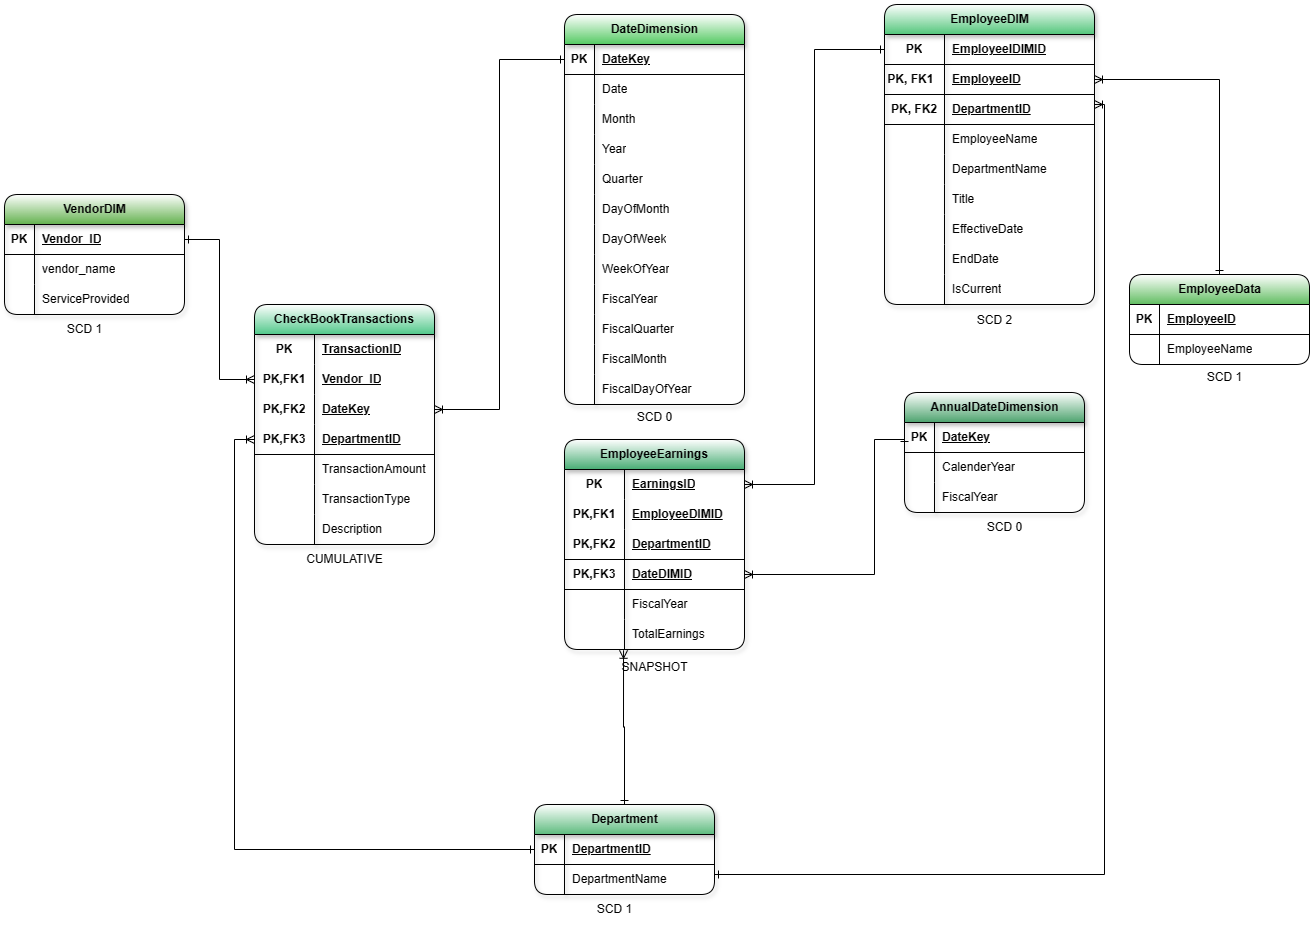 DateDimension
PK DateKey
Date
Month
Year
Quarter
DayOfMonth
DayOfWeek
WeekOfYear
FiscalYear
FiscalQuarter
FiscalMonth
FiscalDayOfYear
SCD 0
EmployeeDIM
PK EmployeeIDIMID
PK, FK1 EmployeeID
PK, FK2 DepartmentID
EmployeeName
DepartmentName
Title
EffectiveDate
EndDate
IsCurrent
SCD 2
VendorDIM
PK Vendor_ID
vendor_name
ServiceProvided
SCD 1
CheckBookTransactions
PK TransactionID
PK,FK1 Vendor_ID
PK,FK2 DateKey
PK,FK3 DepartmentID
TransactionAmount
TransactionType
Description
CUMULATIVE
EmployeeData
PK EmployeeID
EmployeeName
SCD 1
AnnualDateDimension
PK DateKey
CalenderYear
FiscalYear
SCD 0
EmployeeEarnings
PK EarningsID
PK,FK1 EmployeeDIMID
PK,FK2 DepartmentID
PK,FK3 DateDIMID
FiscalYear
TotalEarnings
SNAPSHOT
Department
PK DepartmentID
DepartmentName
SCD 1